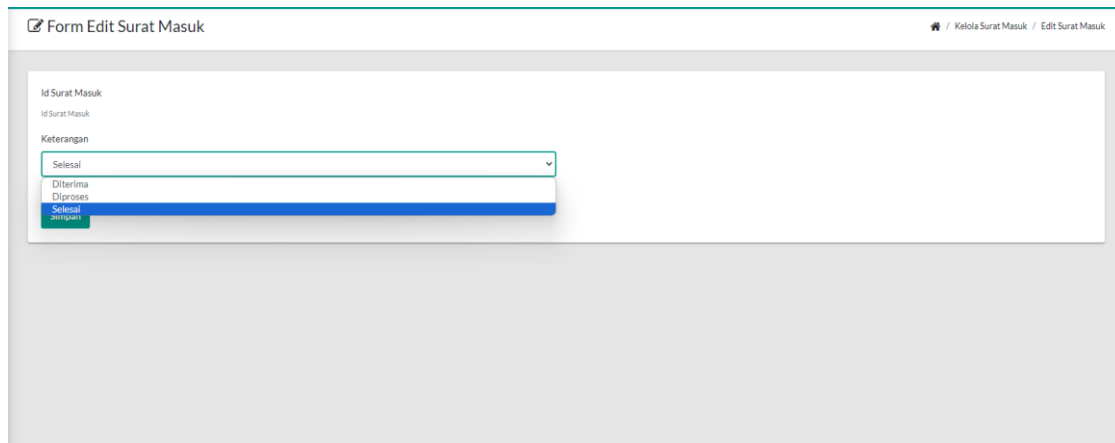 Form Edit Surat Masuk
/ Kelola Surat Masuk / Edit Surat Masuk
Id Surat Masuk
Id Surat Masuk
Keterangan
Selesai
Diterima
Diproses
Selesai
Simpan